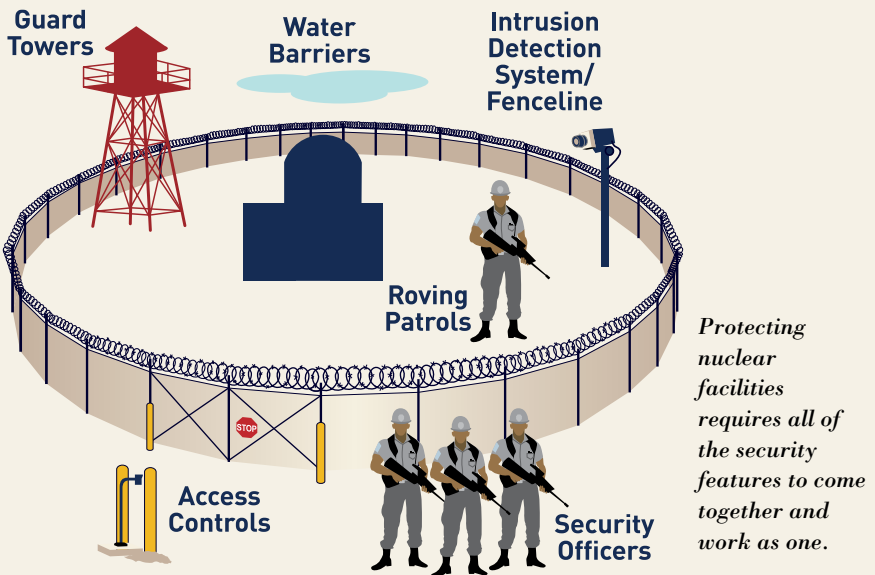 Guard
Towers
Water
Barriers
Intrusion
Detection
System/
Fenceline
Roving
Patrols
STOP
Access
Controls
Security
Officers
Protecting
nuclear
facilities
requires all of
the security
features to come
together and
work as one.